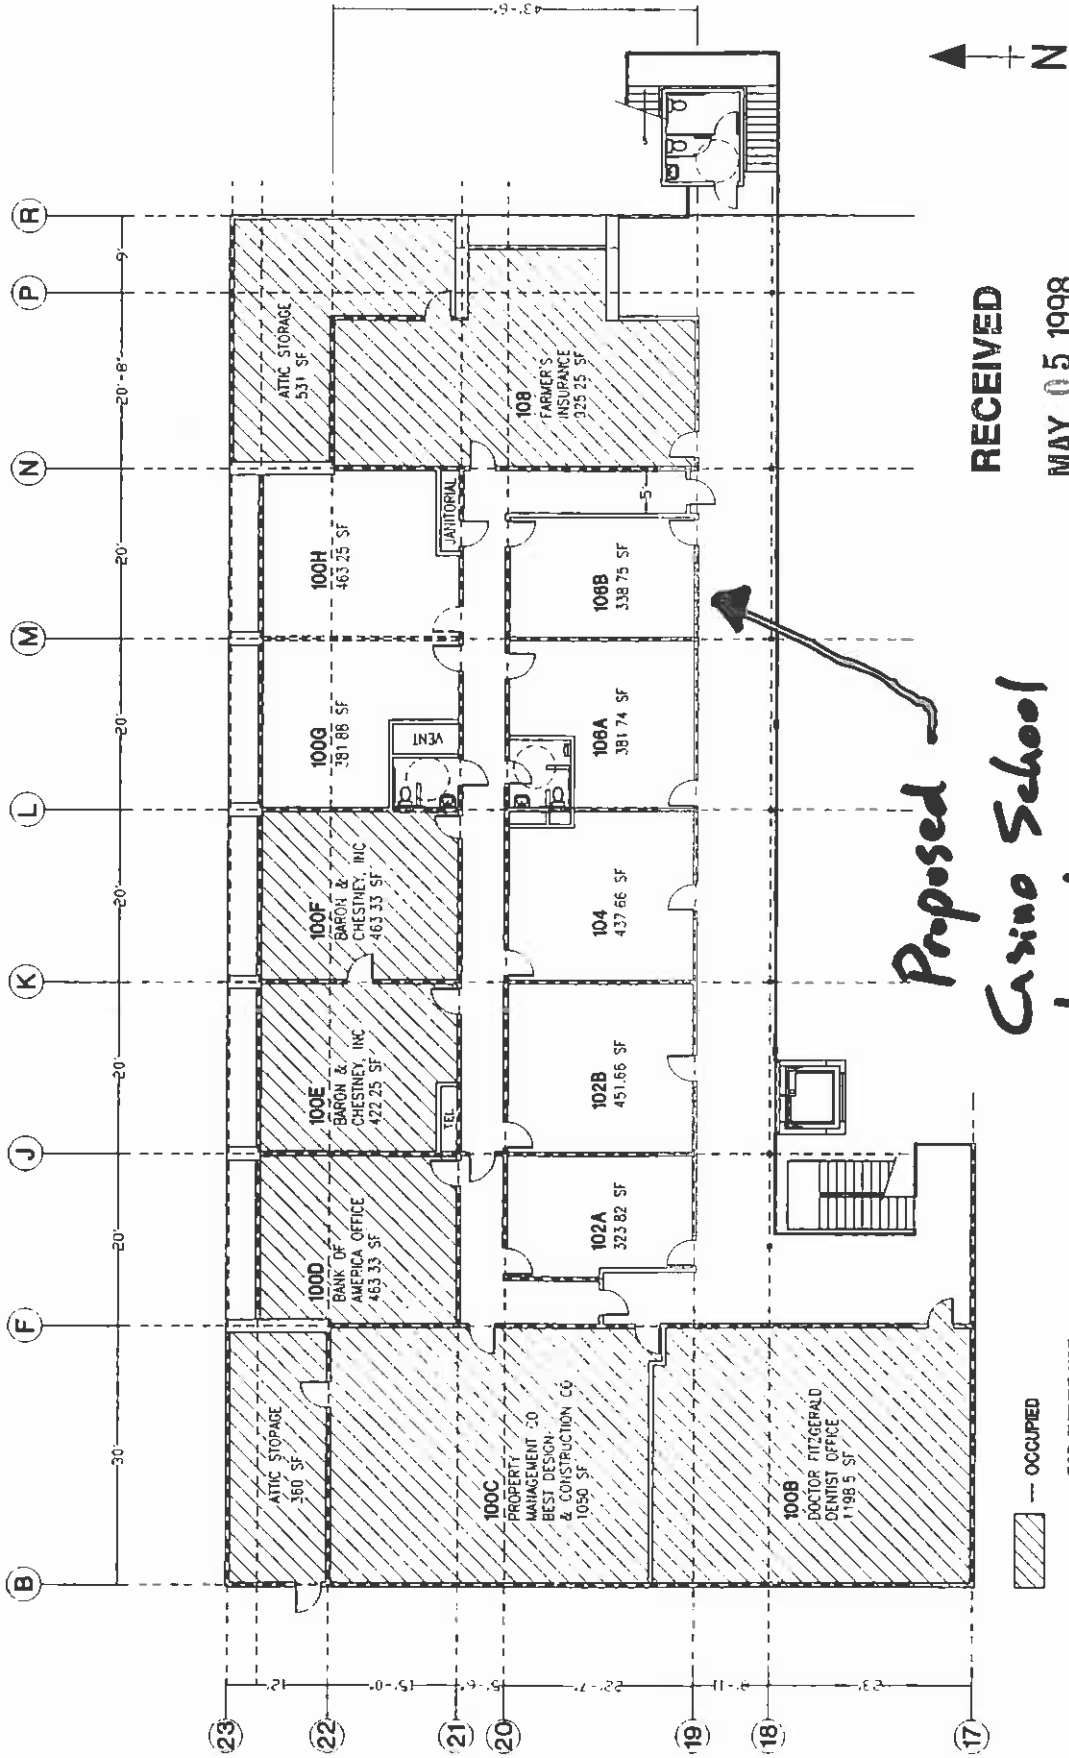 B
F
J
K
L
M
N
P
R
30'
20'
20'
20'
20'
20'
20'-8"
9'
23
22
21
20
19
18
17
12'
15'-0"
5'-6"
22'-7"
23'
43'-6"
ATTIC STORAGE
360 SF
100C
PROPERTY
MANAGEMENT CO
BEST DESIGN
& CONSTRUCTION CO
1050 SF
100B
DOCTOR FITZGERALD
DENTIST OFFICE
1198.5 SF
100D
BANK OF
AMERICA OFFICE
463.33 SF
100E
BARON &
CHESTNEY, INC
422.25 SF
TEL
100F
BARON &
CHESTNEY, INC
463.33 SF
100G
381.86 SF
VENT
100H
463.25 SF
JANITORIAL
ATTIC STORAGE
531 SF
108
FARMER'S
INSURANCE
925.25 SF
102A
323.82 SF
102B
451.66 SF
104
437.66 SF
106A
381.74 SF
106B
338.75 SF
5'
Proposed
Casino School
RECEIVED
MAY 05 1998
N
--- OCCUPIED